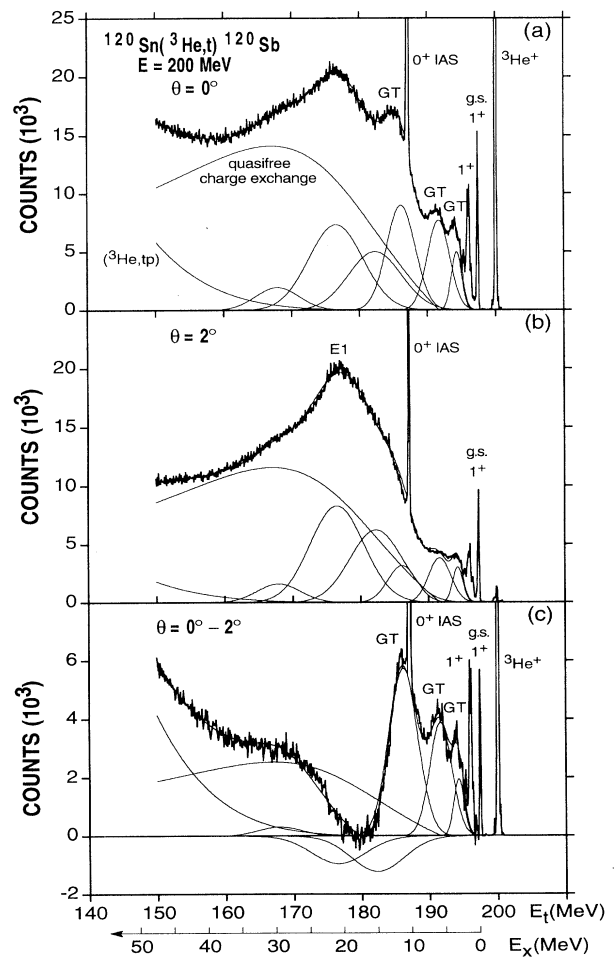 25
20
15
10
5
0
COUNTS (10³)
¹²⁰Sn(³He,t) ¹²⁰Sb
E = 200 MeV
θ = 0°
(a)
0⁺ IAS
³He⁺
GT
g.s.
1⁺
1⁺
GT
GT
quasifree
charge exchange
(³He,tp)
20
15
10
5
0
COUNTS (10³)
θ = 2°
(b)
E1
0⁺ IAS
g.s.
1⁺
6
4
2
0
-2
COUNTS (10³)
θ = 0° – 2°
(c)
GT
0⁺ IAS
g.s.
1⁺
1⁺
³He⁺
GT
GT
140 150 160 170 180 190 200 Eₜ(MeV)
50 40 30 20 10 0 Eₓ(MeV)